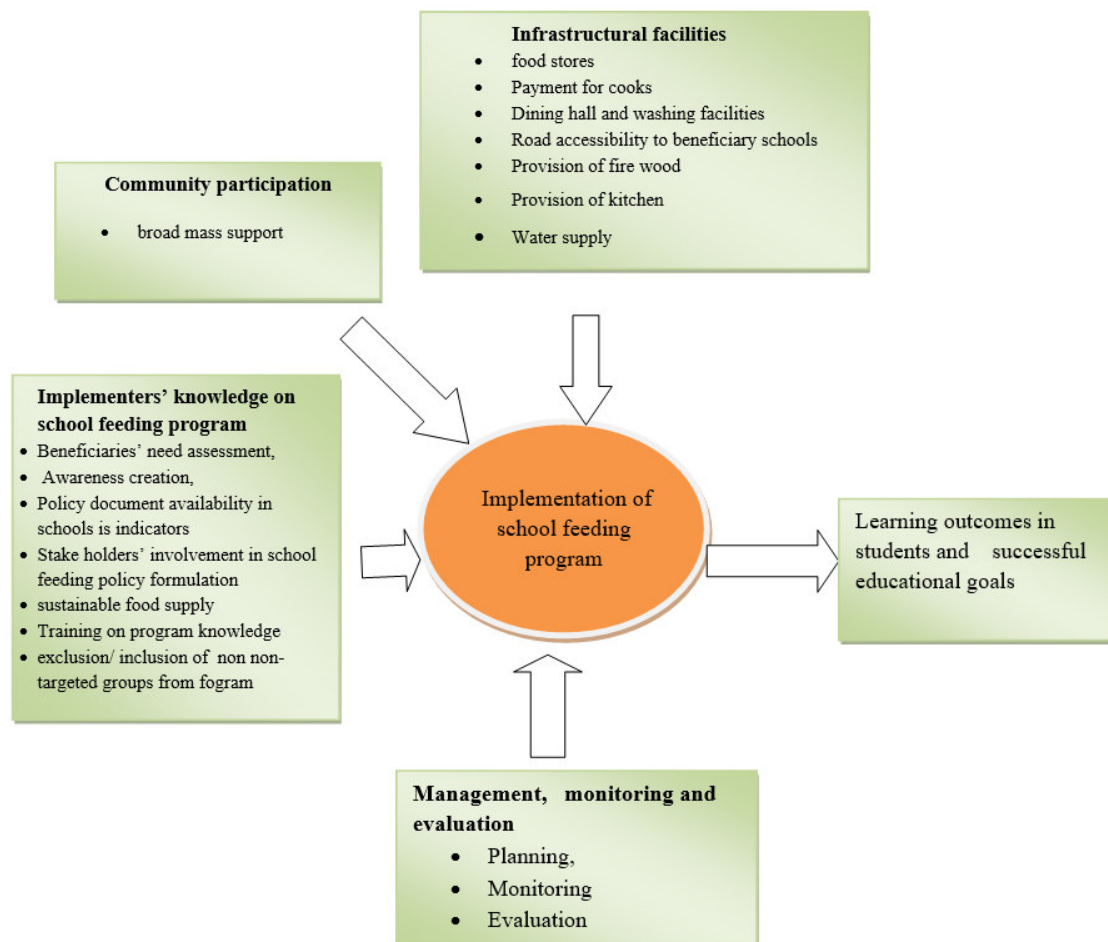 Infrastructural facilities
• food stores
• Payment for cooks
• Dining hall and washing facilities
• Road accessibility to beneficiary schools
• Provision of fire wood
• Provision of kitchen
• Water supply
Community participation
• broad mass support
Implementers’ knowledge on
school feeding program
• Beneficiaries’ need assessment,
• Awareness creation,
• Policy document availability in
schools is indicators
• Stake holders’ involvement in school
feeding policy formulation
• sustainable food supply
• Training on program knowledge
• exclusion/ inclusion of non non-
targeted groups from fogram
Implementation of
school feeding
program
Learning outcomes in
students and successful
educational goals
Management, monitoring and
evaluation
• Planning,
• Monitoring
• Evaluation